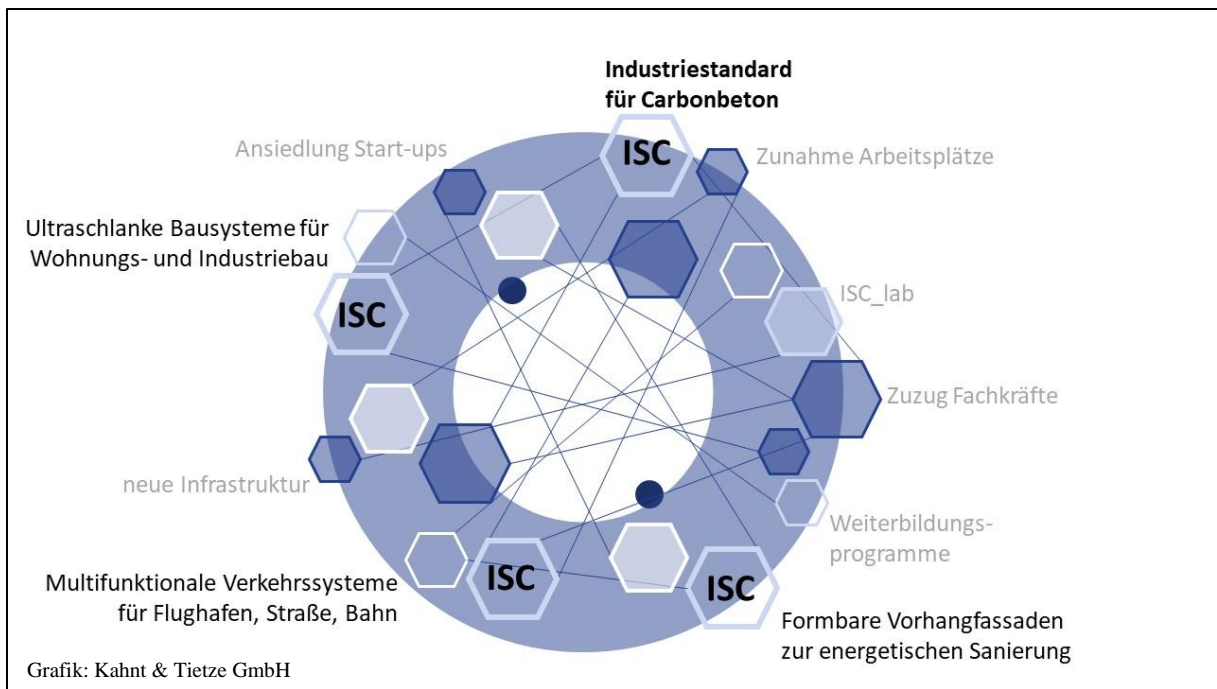 Industriestandard
für Carbonbeton
ISC
Ansiedlung Start-ups
Zunahme Arbeitsplätze
Ultraschlanke Bausysteme für
Wohnungs- und Industriebau
ISC
ISC_lab
Zuzug Fachkräfte
neue Infrastruktur
Weiterbildungs-
programme
Multifunktionale Verkehrssysteme
für Flughafen, Straße, Bahn
ISC
ISC
Formbare Vorhangfassaden
zur energetischen Sanierung
Grafik: Kahnt & Tietze GmbH